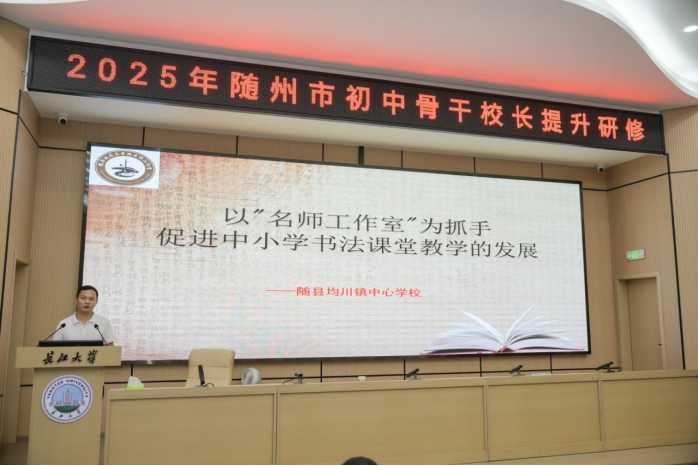 2025年随州市初中骨干校长提升研修
以"名师工作室"为抓手
促进中小学书法课堂教学的发展
——随县均川镇中心学校
长江大学
YANGTZE UNIVERSITY